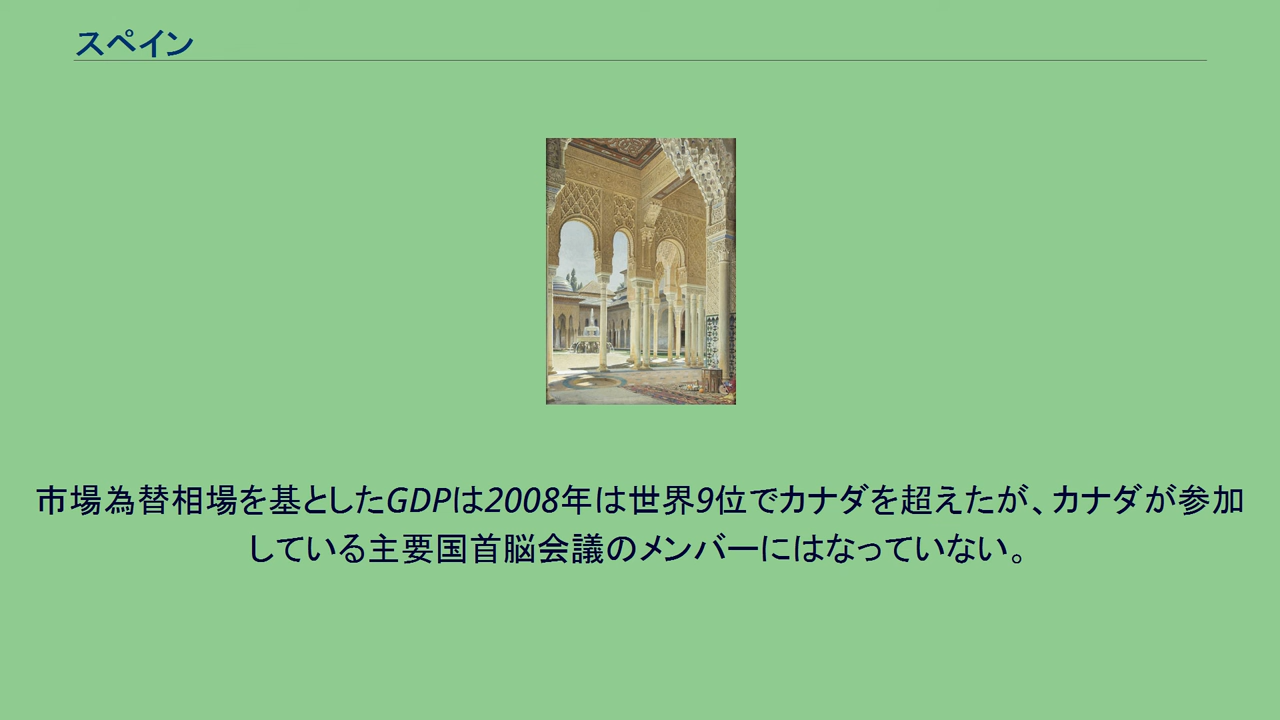 スペイン
市場為替相場を基としたGDPは2008年は世界9位でカナダを超えたが、カナダが参加
している主要国首脳会議のメンバーにはなっていない。